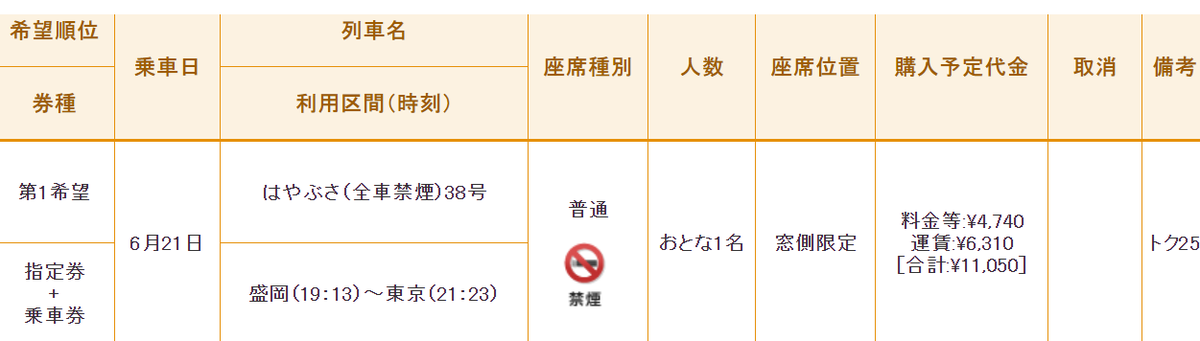 希望順位
券種
乗車日
列車名
利用区間(時刻)
座席種別
人数
座席位置
購入予定代金
取消
備考
第1希望
指定券
+
乗車券
6月21日
はやぶさ(全車禁煙)38号
盛岡(19:13)～東京(21:23)
普通
禁煙
おとな1名
窓側限定
料金等:¥4,740
運賃:¥6,310
[合計:¥11,050]
トク25